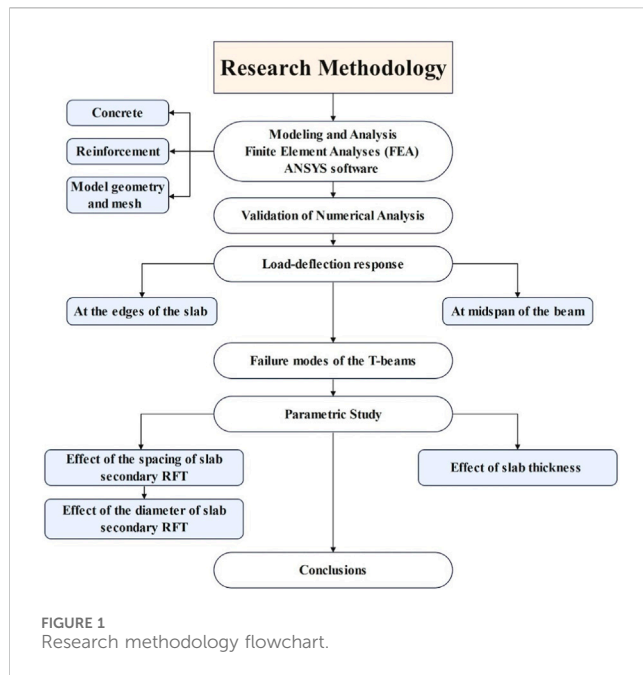 Research Methodology
Concrete
Reinforcement
Model geometry
and mesh
Modeling and Analysis
Finite Element Analyses (FEA)
ANSYS software
Validation of Numerical Analysis
Load-deflection response
At the edges of the slab
At midspan of the beam
Failure modes of the T-beams
Parametric Study
Effect of the spacing of slab
secondary RFT
Effect of slab thickness
Effect of the diameter of slab
secondary RFT
Conclusions
FIGURE 1
Research methodology flowchart.